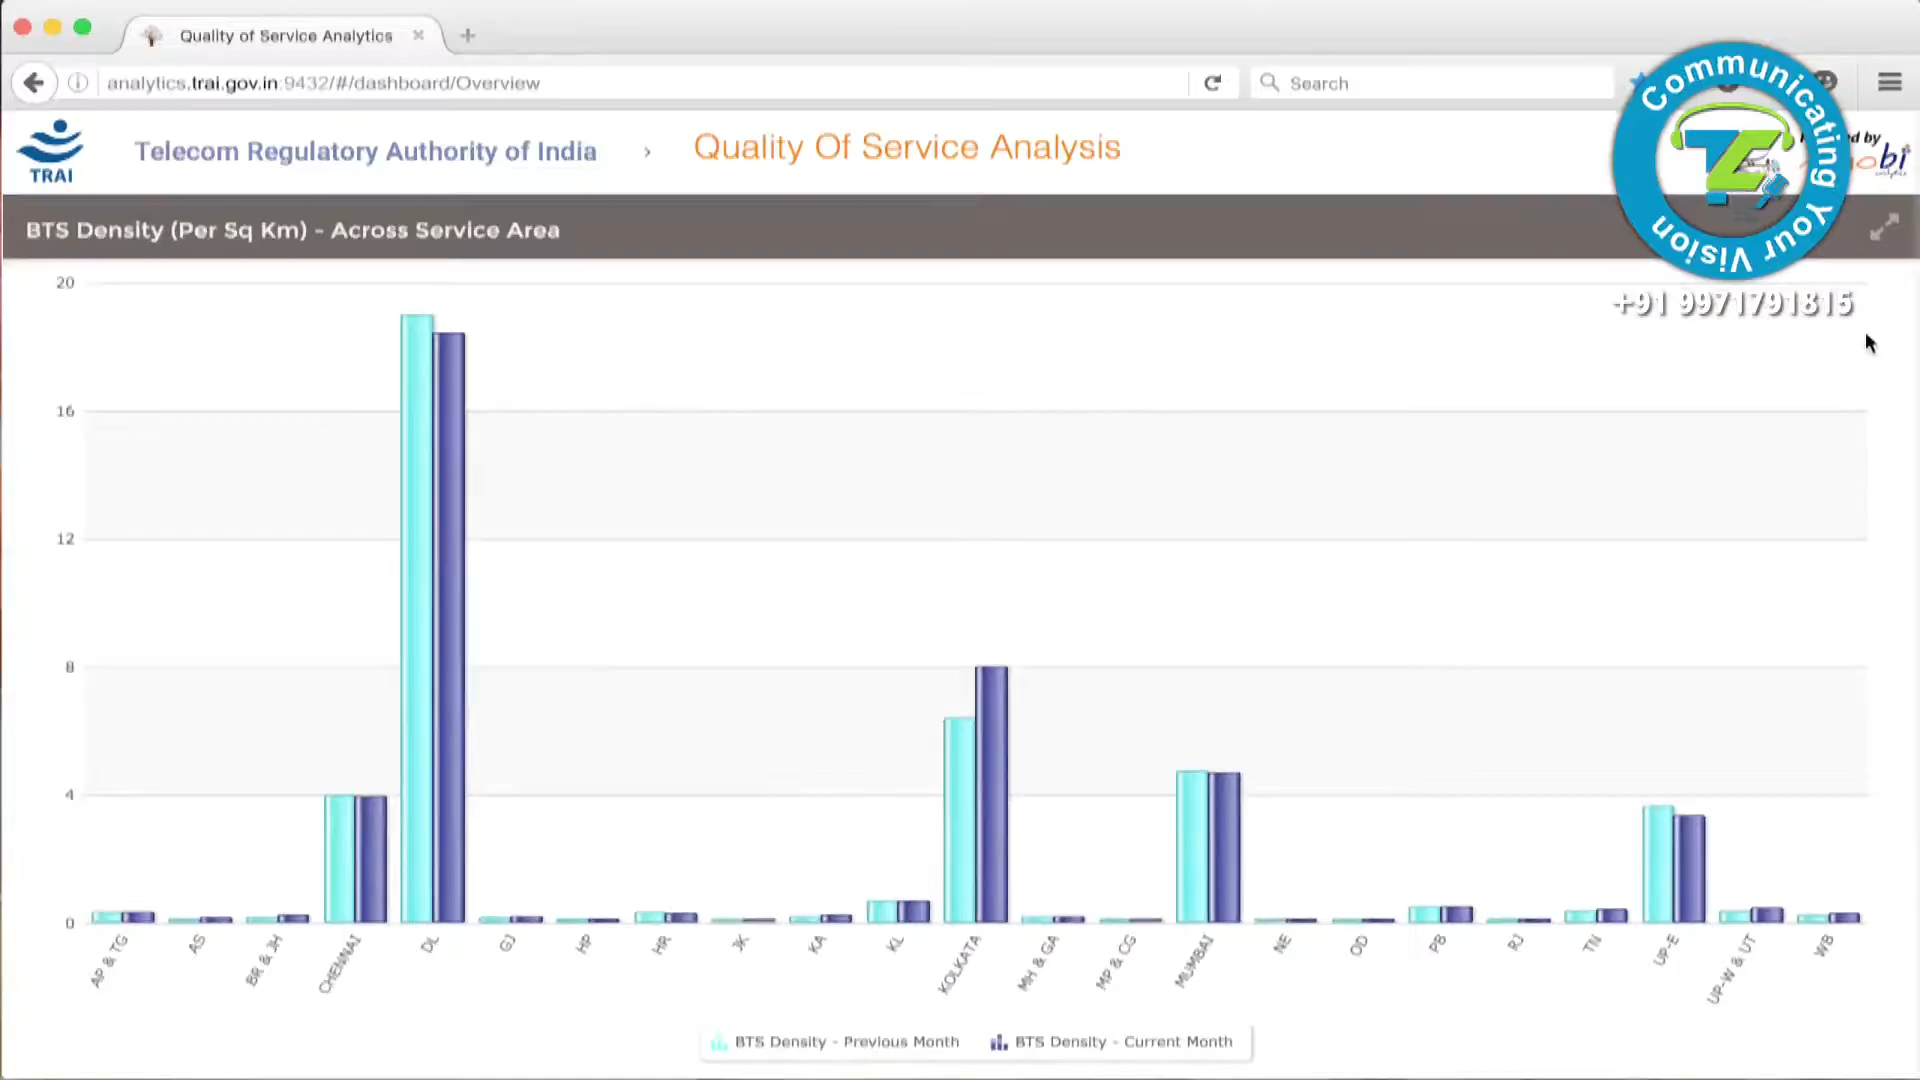 Quality of Service Analytics
analytics.trai.gov.in:9432/#/dashboard/Overview
Search
TRAI
Telecom Regulatory Authority of India
›
Quality Of Service Analysis
by
bi
Communicating Your Vision
+91 9971791815
BTS Density (Per Sq Km) - Across Service Area
20
16
12
8
4
0
AP & TG
AS
BR & JH
CHENNAI
DL
GJ
HP
HR
JK
KA
KL
KOLKATA
MH & GA
MP & CG
MUMBAI
NE
OD
PB
RJ
TN
UP-E
UP-W & UT
WB
BTS Density - Previous Month
BTS Density - Current Month